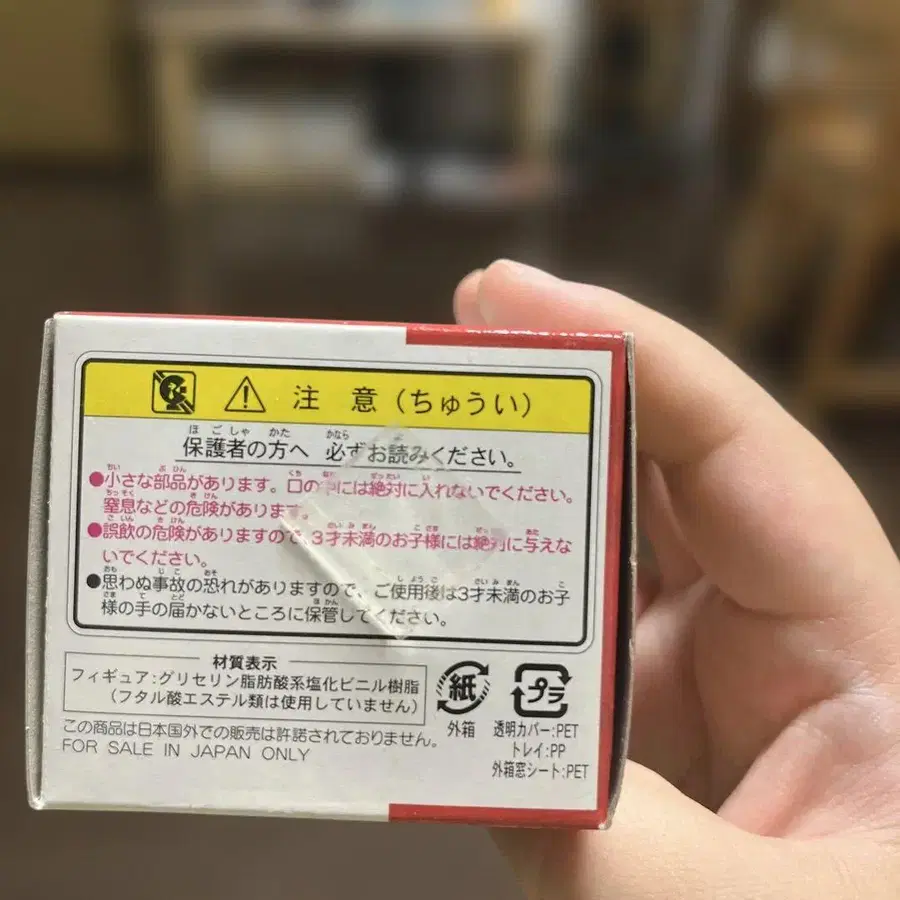 注 意 (ちゅうい)
保護者の方へ 必ずお読みください。
●小さな部品があります。口の中には絶対に入れないでください。
窒息などの危険があります。
●誤飲の危険がありますので、3才未満のお子様には絶対に与えな
いでください。
●思わぬ事故の恐れがありますので、ご使用後は3才未満のお子
様の手の届かないところに保管してください。
材質表示
フィギュア:グリセリン脂肪酸系塩化ビニル樹脂
(フタル酸エステル類は使用していません)
紙
外箱
プラ
透明カバー:PET
トレイ:PP
外箱窓シート:PET
この商品は日本国外での販売は許諾されておりません。
FOR SALE IN JAPAN ONLY